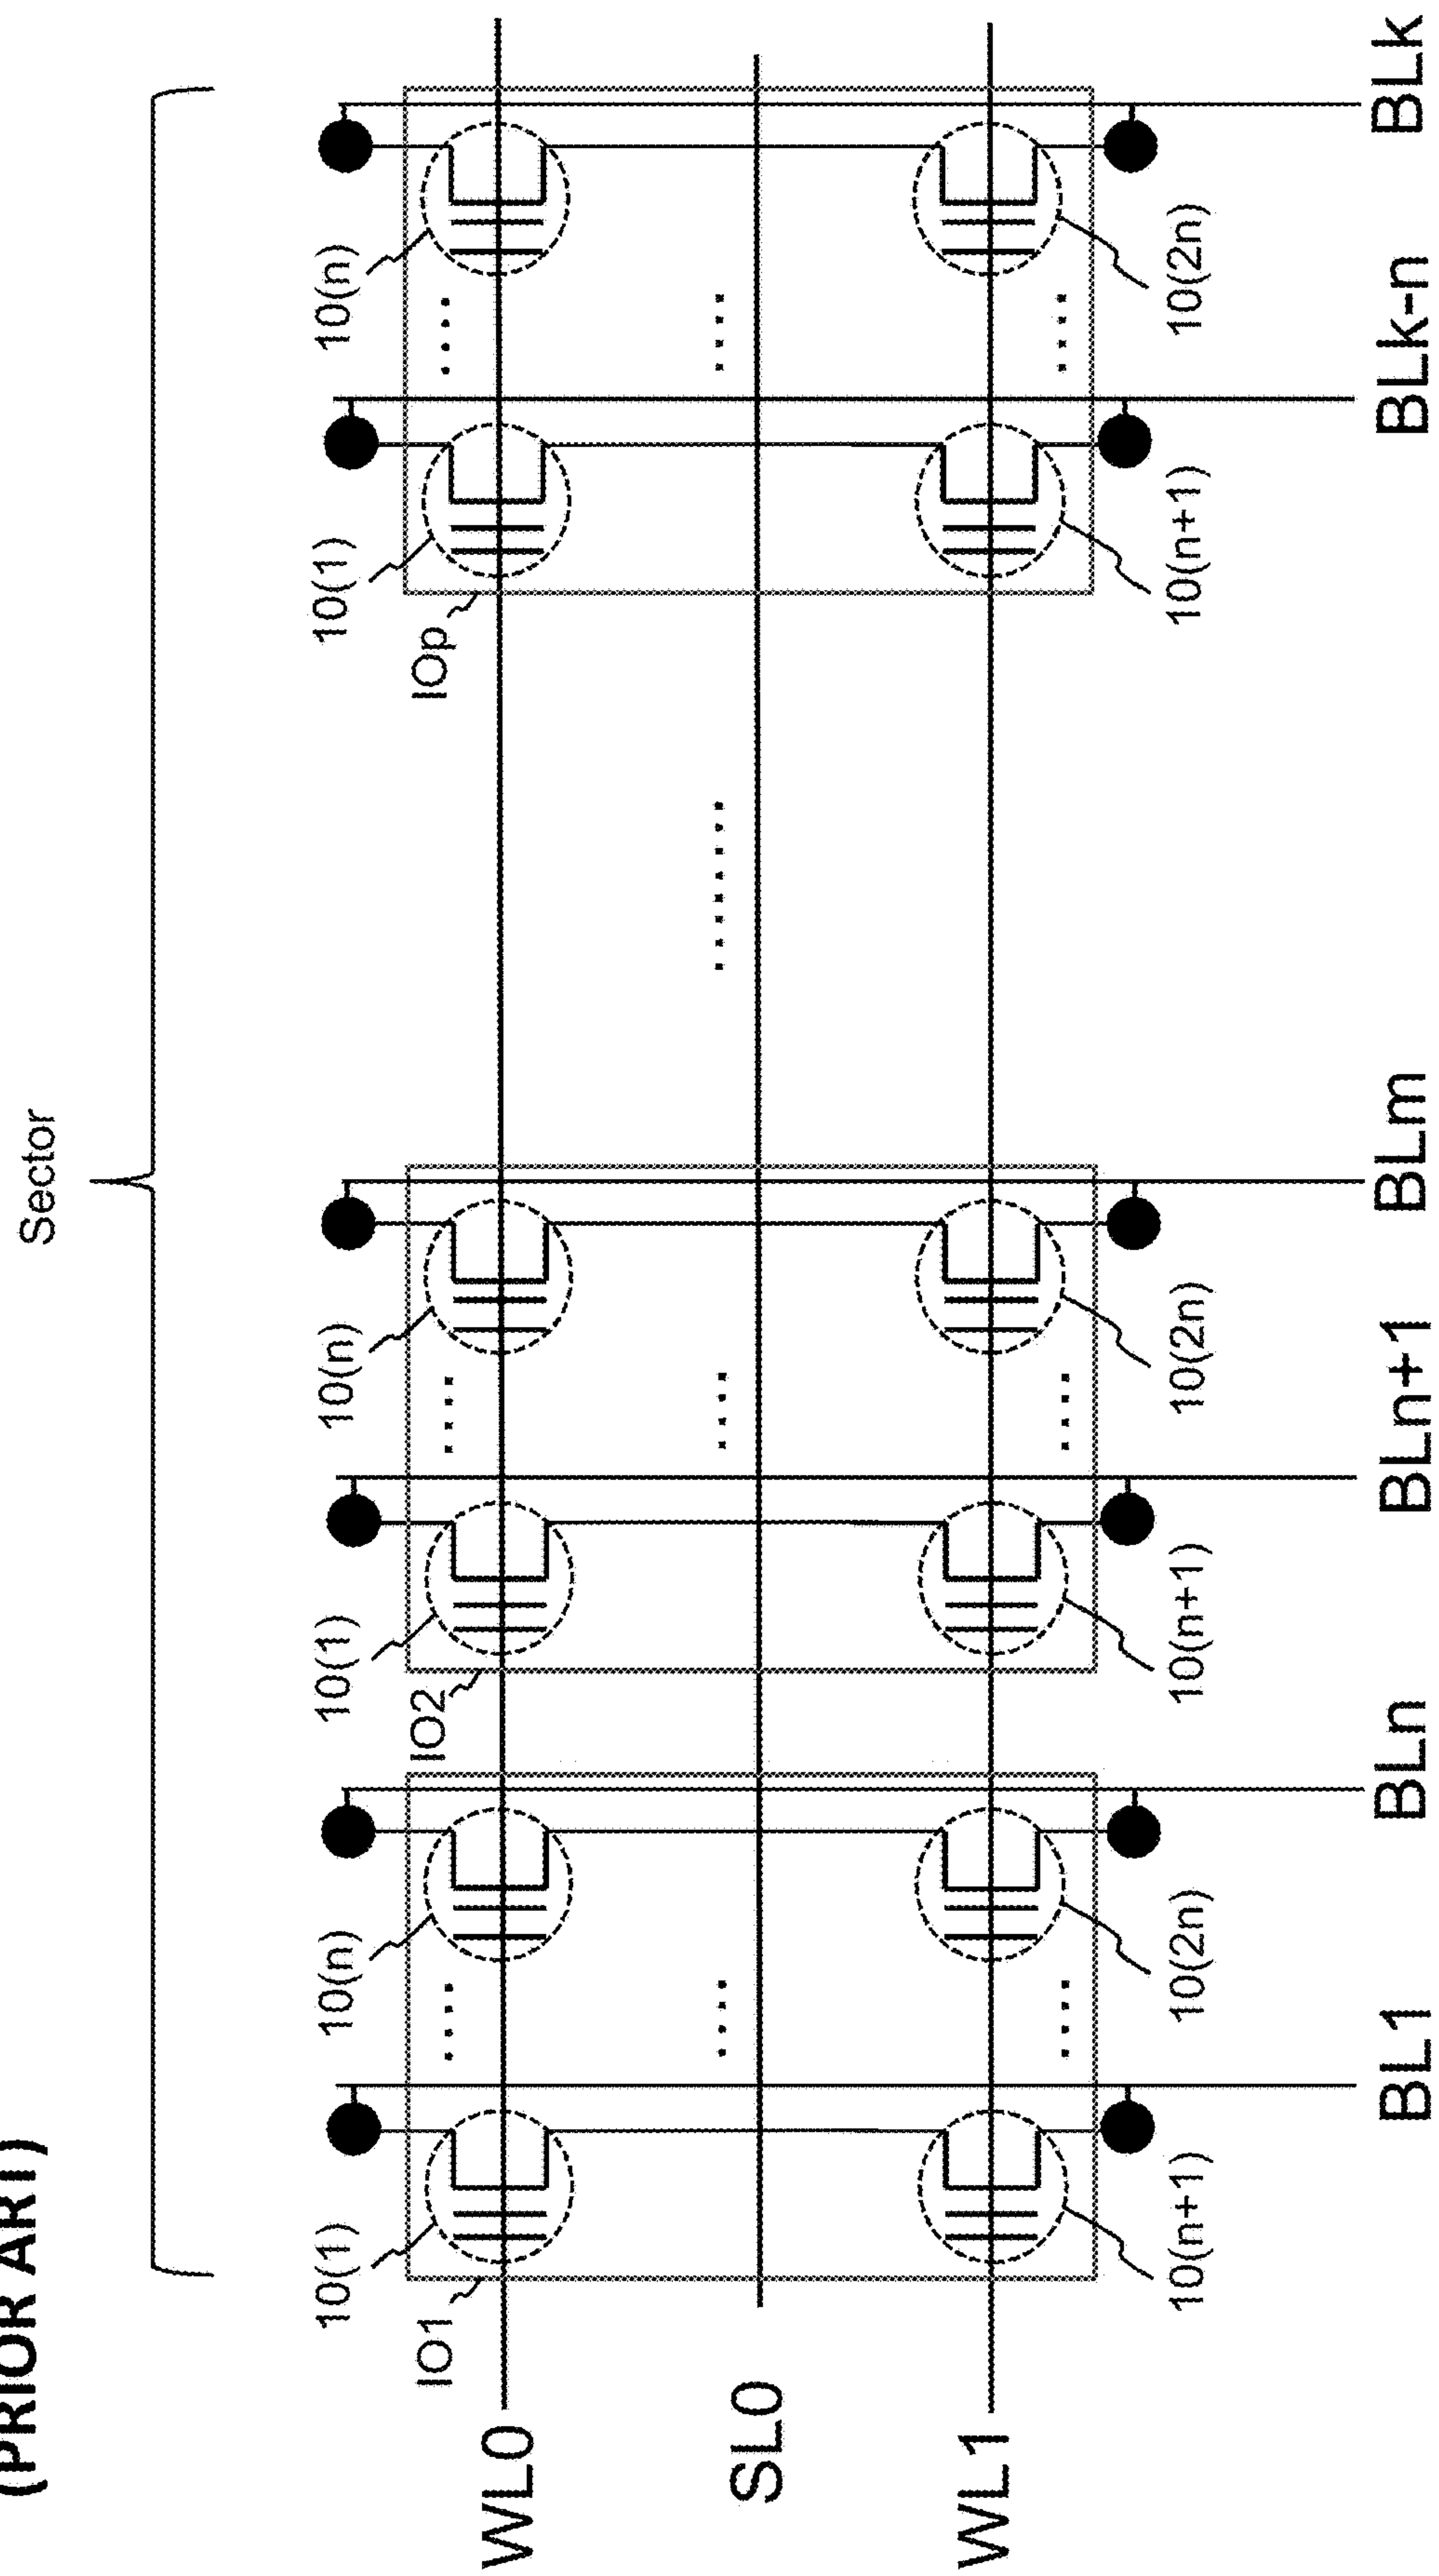 (PRIOR ART)
Sector
10(1) 10(n) 10(1) 10(n) 10(1) 10(n)
IO1 IO2 IOp
WL0
SL0
WL1
10(n+1) 10(2n) 10(n+1) 10(2n) 10(n+1) 10(2n)
BL1 BLn BLn+1 BLm BLk-n BLk